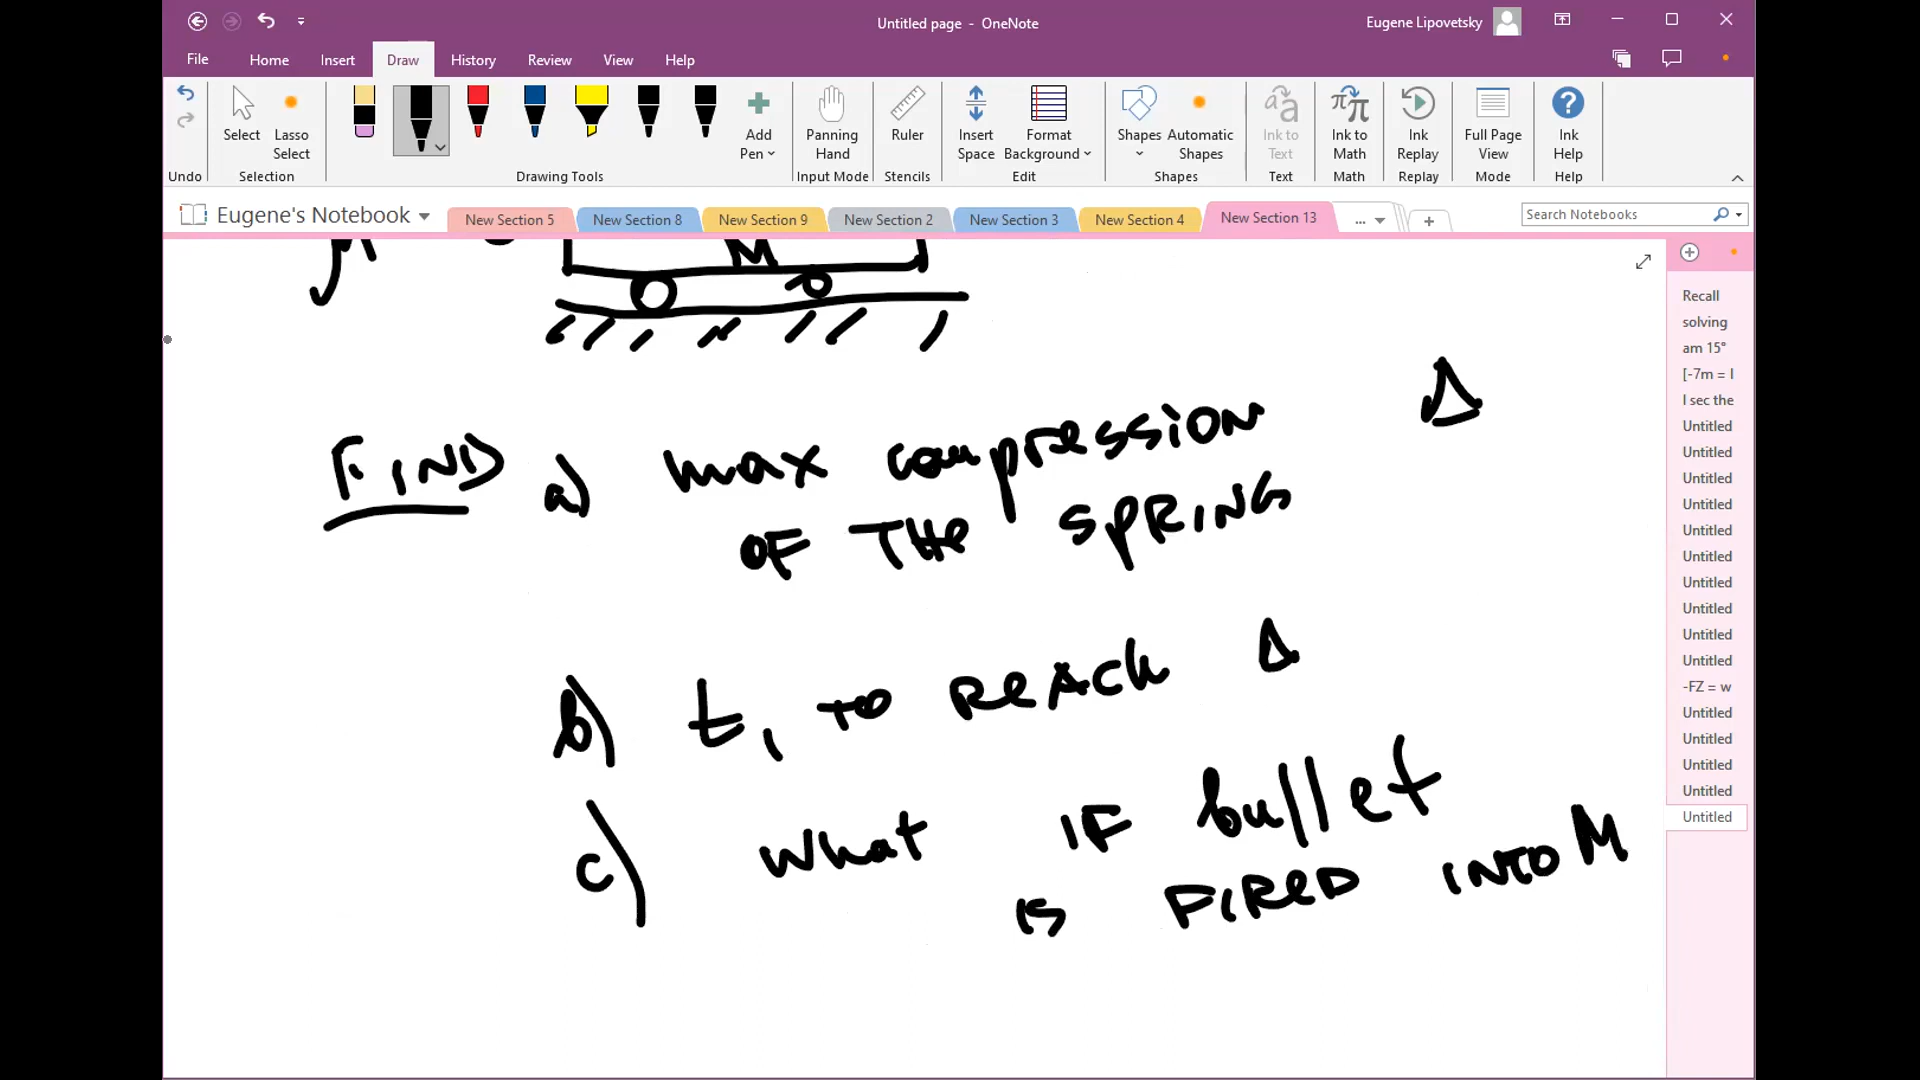 Untitled page - OneNote
Eugene Lipovetsky
File
Home
Insert
Draw
History
Review
View
Help
Select
Lasso
Select
Add
Pen
Panning
Hand
Ruler
Insert
Space
Format
Background
Shapes
Automatic
Shapes
Ink to
Text
Ink to
Math
Ink
Replay
Full Page
View
Ink
Help
Undo
Selection
Drawing Tools
Input Mode
Stencils
Edit
Shapes
Text
Math
Replay
Mode
Help
Eugene's Notebook
New Section 5
New Section 8
New Section 9
New Section 2
New Section 3
New Section 4
New Section 13
...
Search Notebooks
M
FIND a) max compression Δ
OF THE SPRING
b) t, to REACH Δ
c) what IF bullet
IS FIRED INTO M
Recall
solving
am 15°
[-7m = I
I sec the
Untitled
Untitled
Untitled
Untitled
Untitled
Untitled
Untitled
Untitled
Untitled
Untitled
-FZ = w
Untitled
Untitled
Untitled
Untitled
Untitled